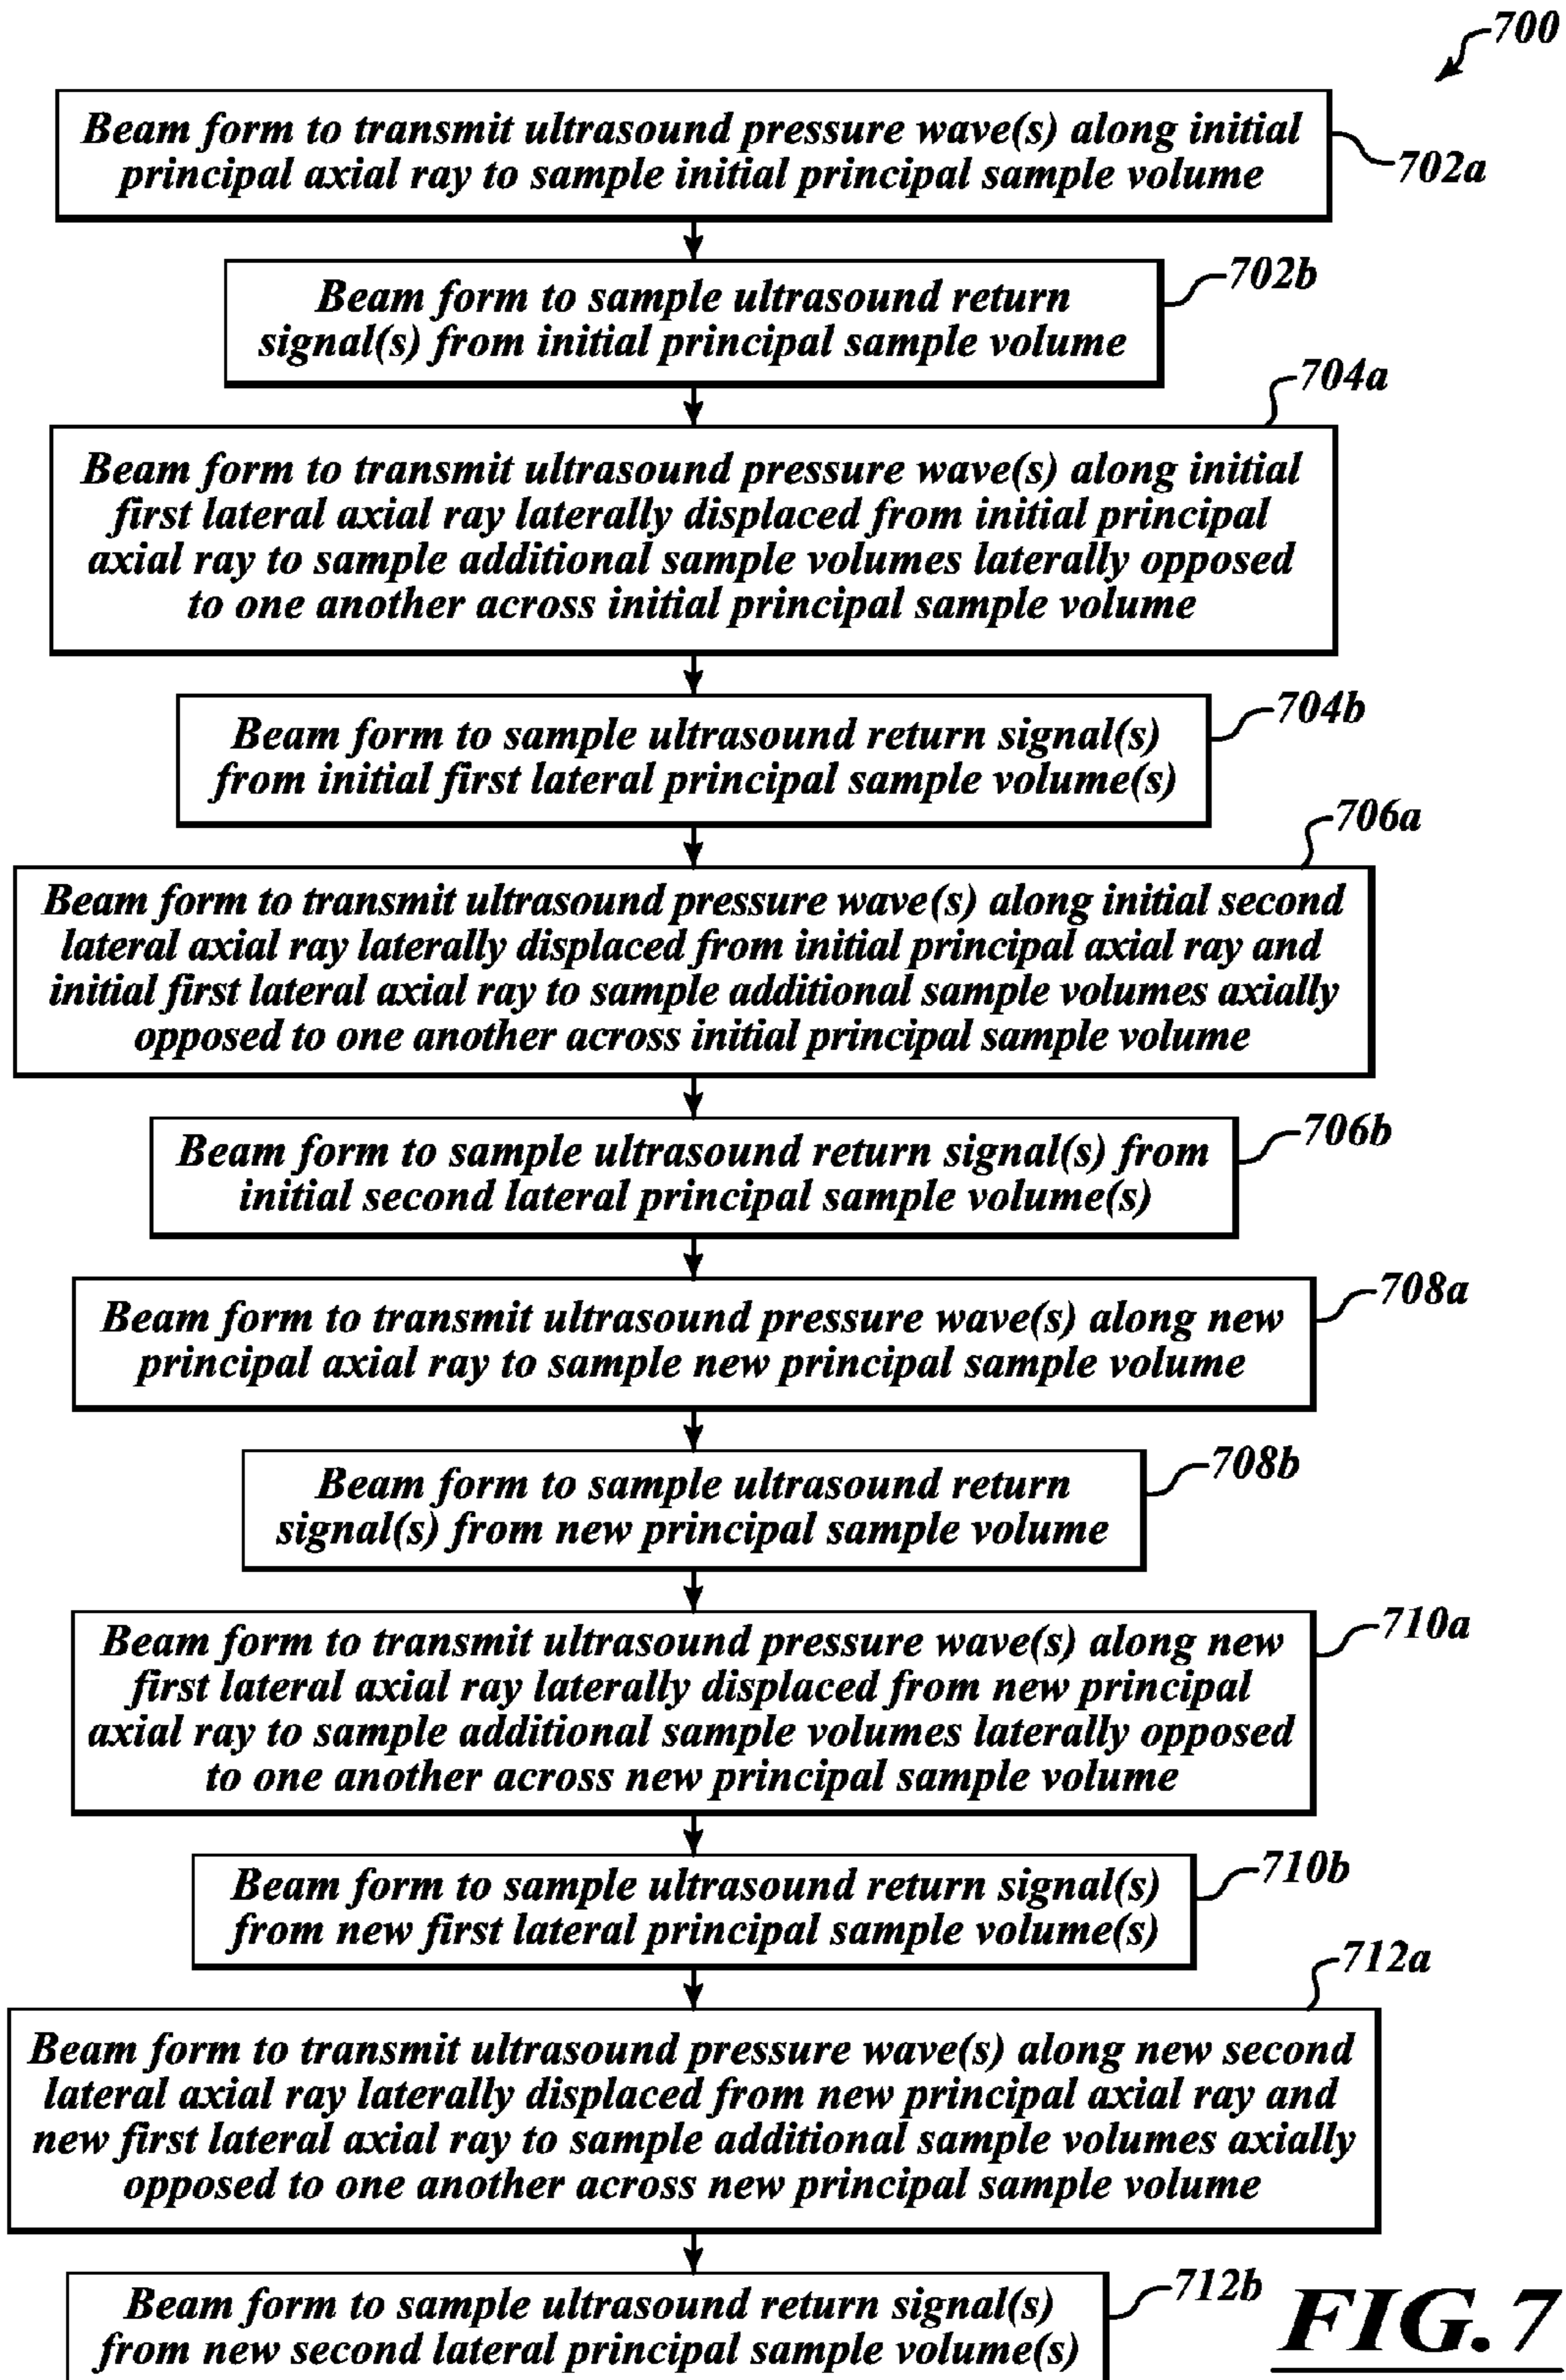 700
Beam form to transmit ultrasound pressure wave(s) along initial
principal axial ray to sample initial principal sample volume
702a
Beam form to sample ultrasound return
signal(s) from initial principal sample volume
702b
704a
Beam form to transmit ultrasound pressure wave(s) along initial
first lateral axial ray laterally displaced from initial principal
axial ray to sample additional sample volumes laterally opposed
to one another across initial principal sample volume
Beam form to sample ultrasound return signal(s)
from initial first lateral principal sample volume(s)
704b
706a
Beam form to transmit ultrasound pressure wave(s) along initial second
lateral axial ray laterally displaced from initial principal axial ray and
initial first lateral axial ray to sample additional sample volumes axially
opposed to one another across initial principal sample volume
Beam form to sample ultrasound return signal(s) from
initial second lateral principal sample volume(s)
706b
Beam form to transmit ultrasound pressure wave(s) along new
principal axial ray to sample new principal sample volume
708a
Beam form to sample ultrasound return
signal(s) from new principal sample volume
708b
Beam form to transmit ultrasound pressure wave(s) along new
first lateral axial ray laterally displaced from new principal
axial ray to sample additional sample volumes laterally opposed
to one another across new principal sample volume
710a
Beam form to sample ultrasound return signal(s)
from new first lateral principal sample volume(s)
710b
712a
Beam form to transmit ultrasound pressure wave(s) along new second
lateral axial ray laterally displaced from new principal axial ray and
new first lateral axial ray to sample additional sample volumes axially
opposed to one another across new principal sample volume
Beam form to sample ultrasound return signal(s)
from new second lateral principal sample volume(s)
712b
FIG. 7